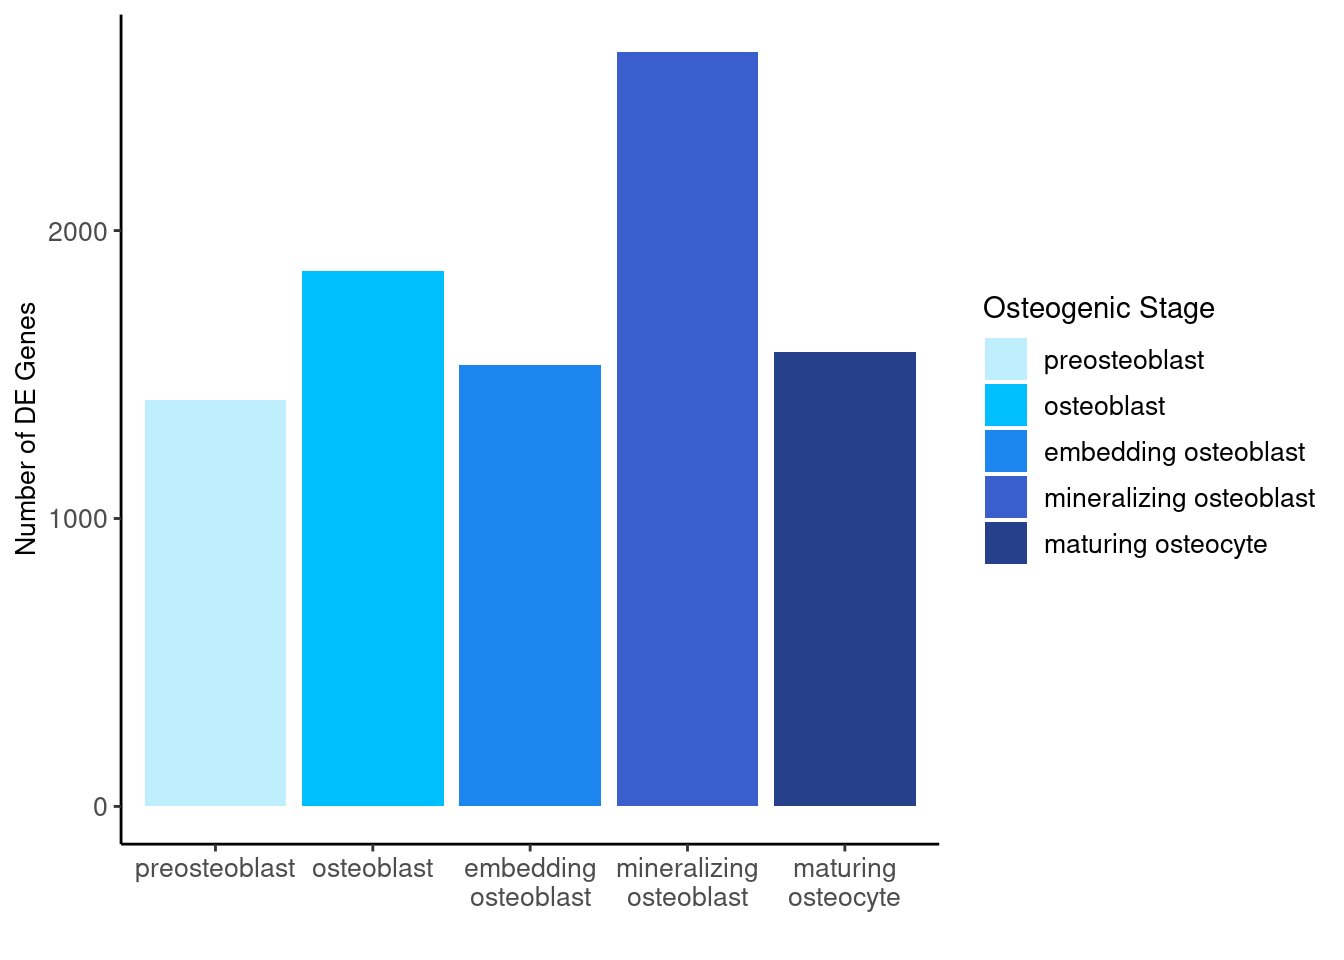 Number of DE Genes
2000
1000
0
preosteoblast
osteoblast
embedding
osteoblast
mineralizing
osteoblast
maturing
osteocyte
Osteogenic Stage
preosteoblast
osteoblast
embedding osteoblast
mineralizing osteoblast
maturing osteocyte